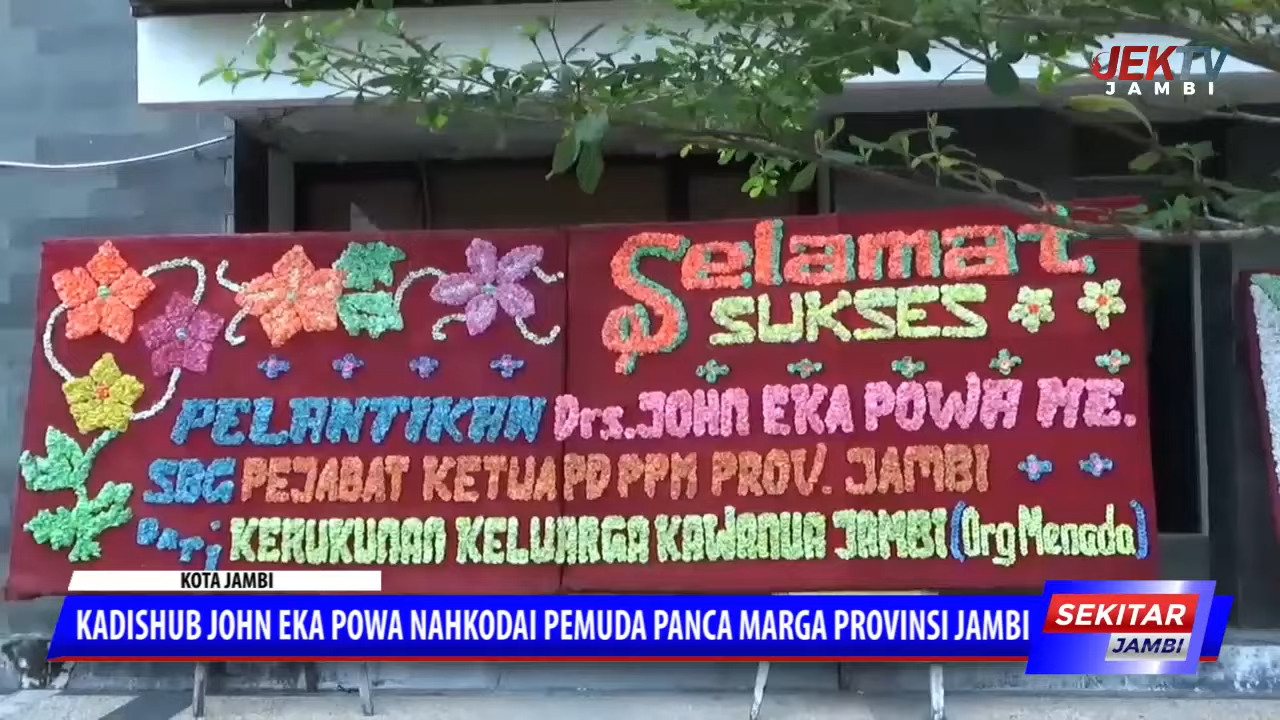 JEKTV
JAMBI
Selamat
SUKSES
PELANTIKAN Drs. JOHN EKA POWA ME.
SBG PEJABAT KETUA PD PPM PROV. JAMBI
Dari KERUKUNAN KELUARGA KAWANUA JAMBI (Org Menado)
KOTA JAMBI
KADISHUB JOHN EKA POWA NAHKODAI PEMUDA PANCA MARGA PROVINSI JAMBI
SEKITAR
JAMBI